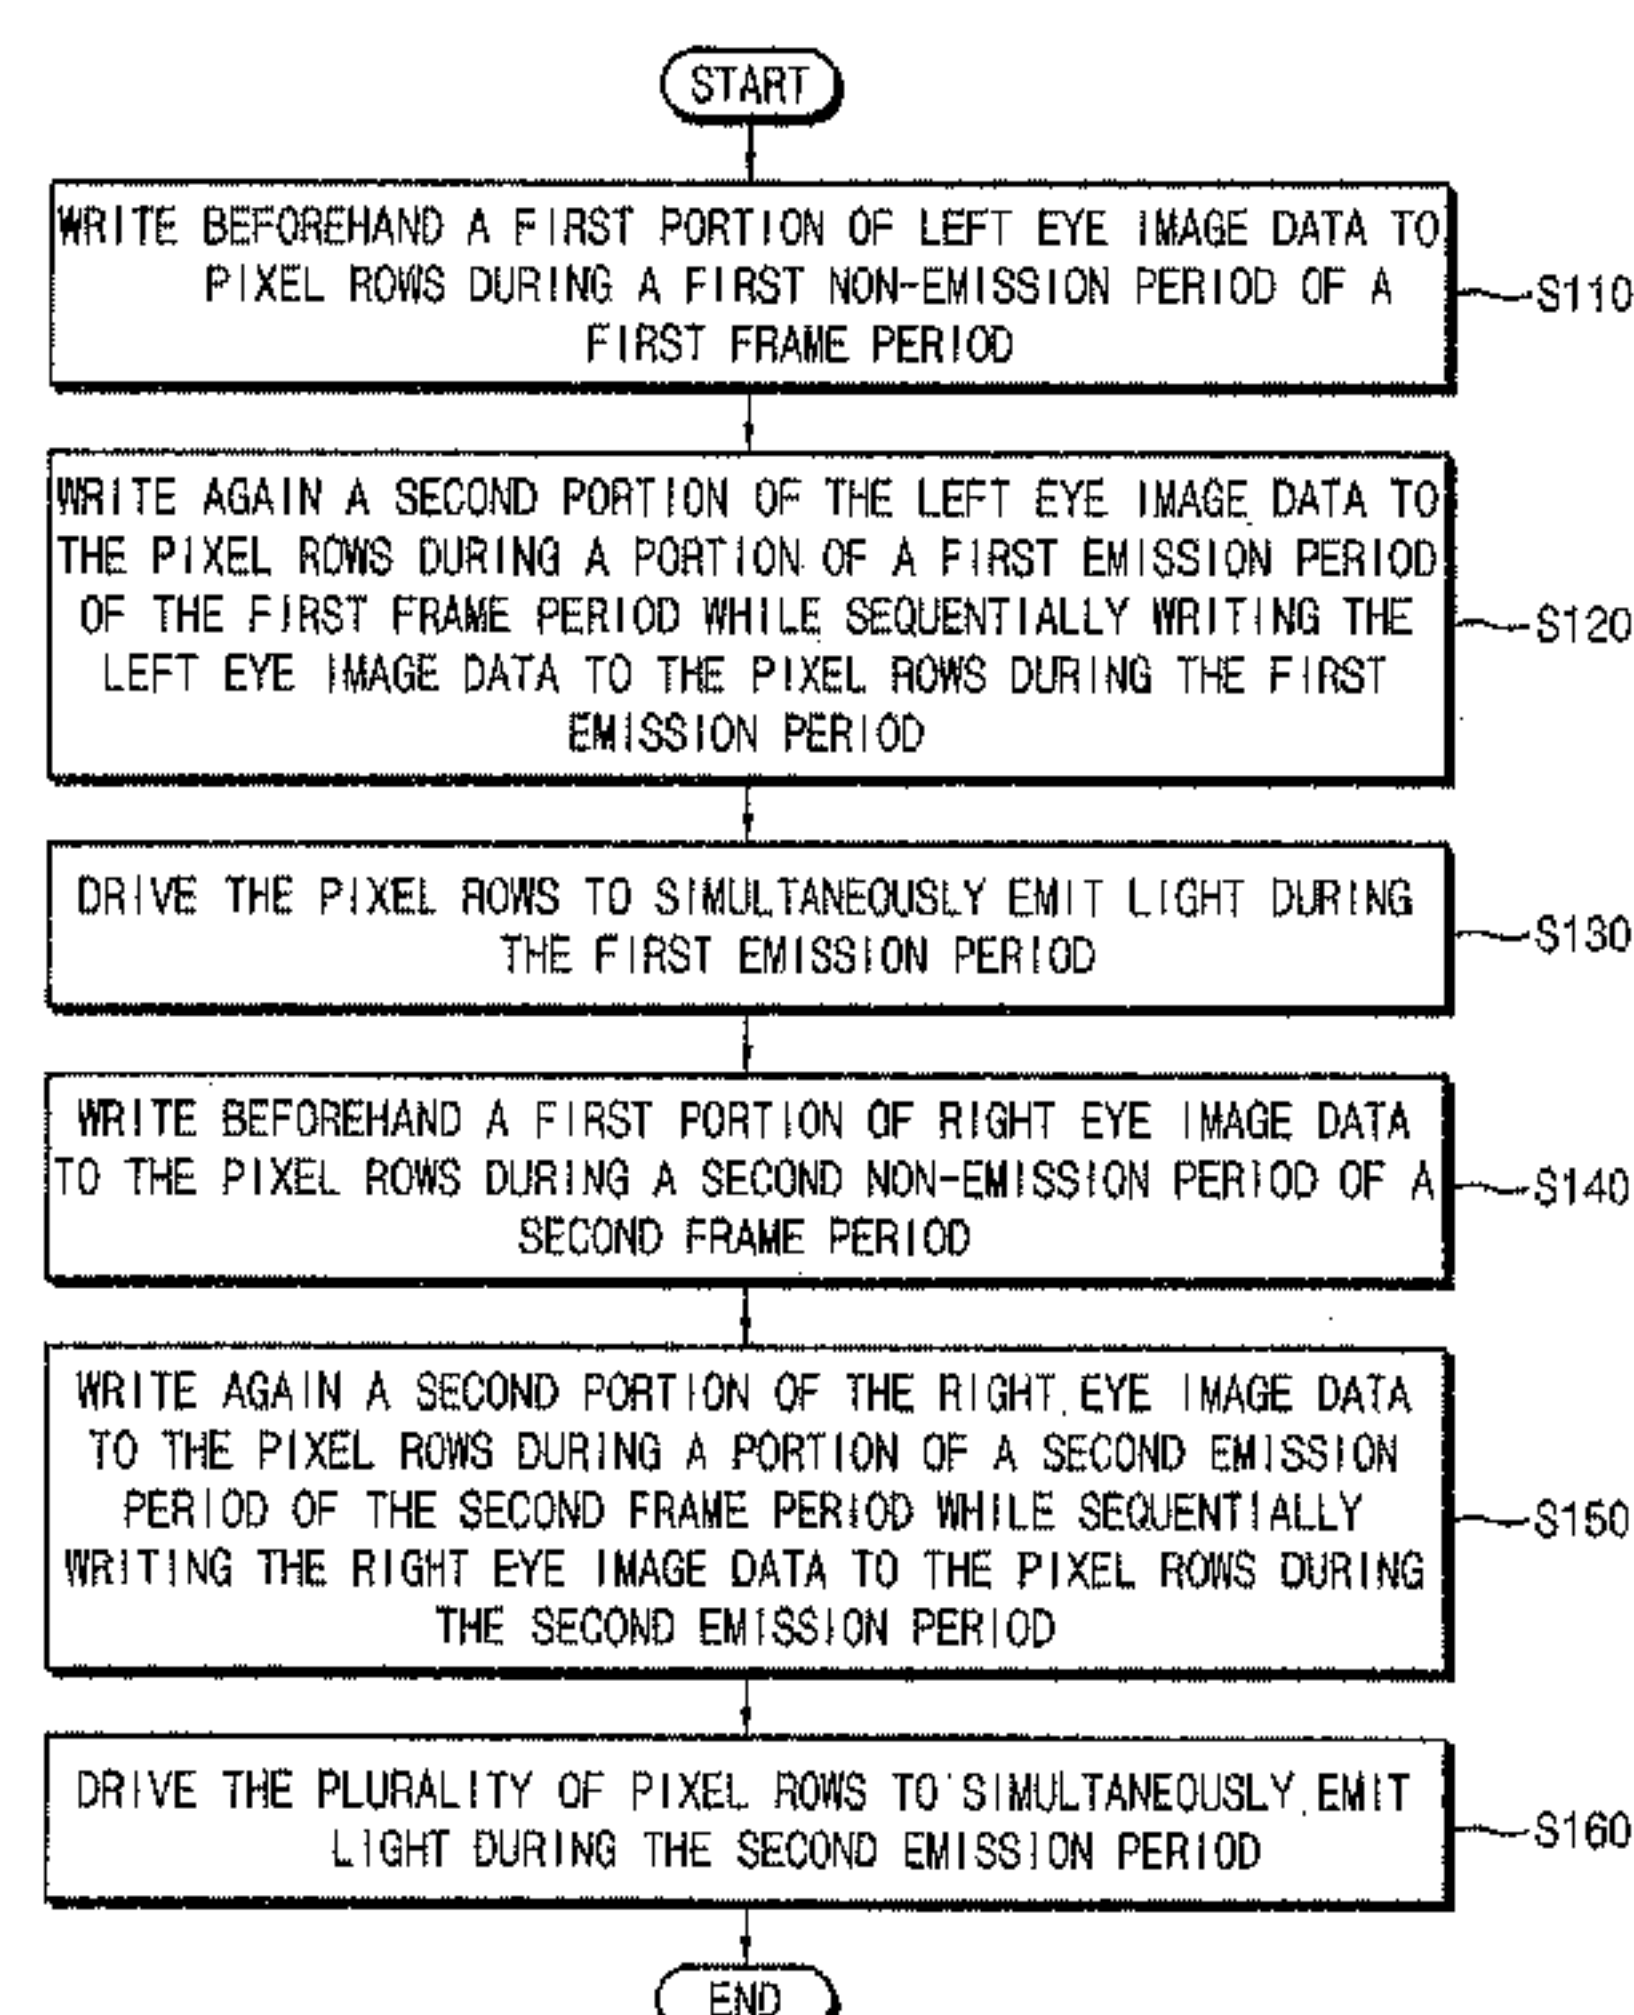 START
WRITE BEFOREHAND A FIRST PORTION OF LEFT EYE IMAGE DATA TO
PIXEL ROWS DURING A FIRST NON-EMISSION PERIOD OF A
FIRST FRAME PERIOD
S110
WRITE AGAIN A SECOND PORTION OF THE LEFT EYE IMAGE DATA TO
THE PIXEL ROWS DURING A PORTION OF A FIRST EMISSION PERIOD
OF THE FIRST FRAME PERIOD WHILE SEQUENTIALLY WRITING THE
LEFT EYE IMAGE DATA TO THE PIXEL ROWS DURING THE FIRST
EMISSION PERIOD
S120
DRIVE THE PIXEL ROWS TO SIMULTANEOUSLY EMIT LIGHT DURING
THE FIRST EMISSION PERIOD
S130
WRITE BEFOREHAND A FIRST PORTION OF RIGHT EYE IMAGE DATA
TO THE PIXEL ROWS DURING A SECOND NON-EMISSION PERIOD OF A
SECOND FRAME PERIOD
S140
WRITE AGAIN A SECOND PORTION OF THE RIGHT EYE IMAGE DATA
TO THE PIXEL ROWS DURING A PORTION OF A SECOND EMISSION
PERIOD OF THE SECOND FRAME PERIOD WHILE SEQUENTIALLY
WRITING THE RIGHT EYE IMAGE DATA TO THE PIXEL ROWS DURING
THE SECOND EMISSION PERIOD
S150
DRIVE THE PLURALITY OF PIXEL ROWS TO SIMULTANEOUSLY EMIT
LIGHT DURING THE SECOND EMISSION PERIOD
S160
END